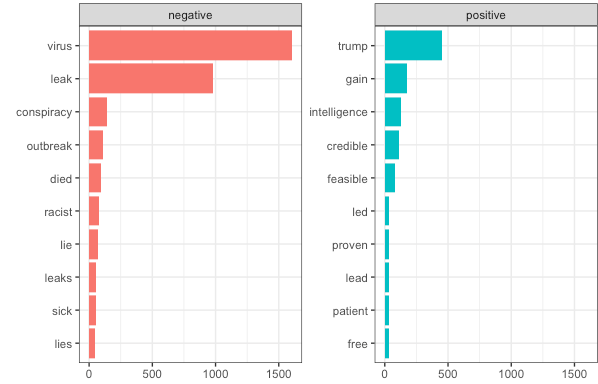 negative
virus
leak
conspiracy
outbreak
died
racist
lie
leaks
sick
lies
0 500 1000 1500
positive
trump
gain
intelligence
credible
feasible
led
proven
lead
patient
free
0 500 1000 1500